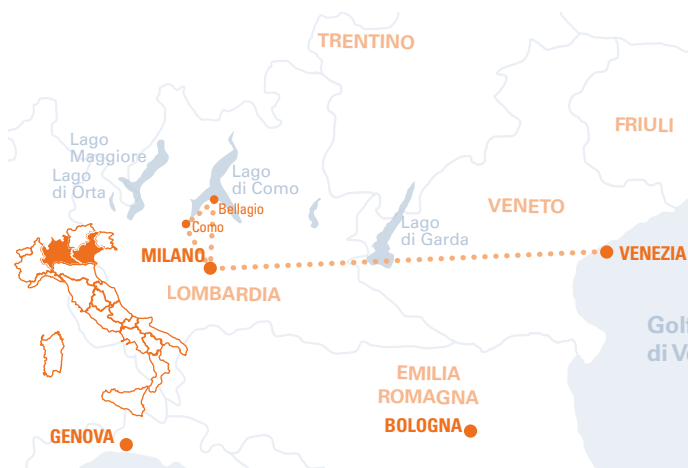 TRENTINO
FRIULI
Lago
Maggiore
Lago
di Orta
Lago
di Como
Bellagio
Como
VENETO
Lago
di Garda
MILANO
VENEZIA
LOMBARDIA
di
EMILIA
ROMAGNA
BOLOGNA
GENOVA